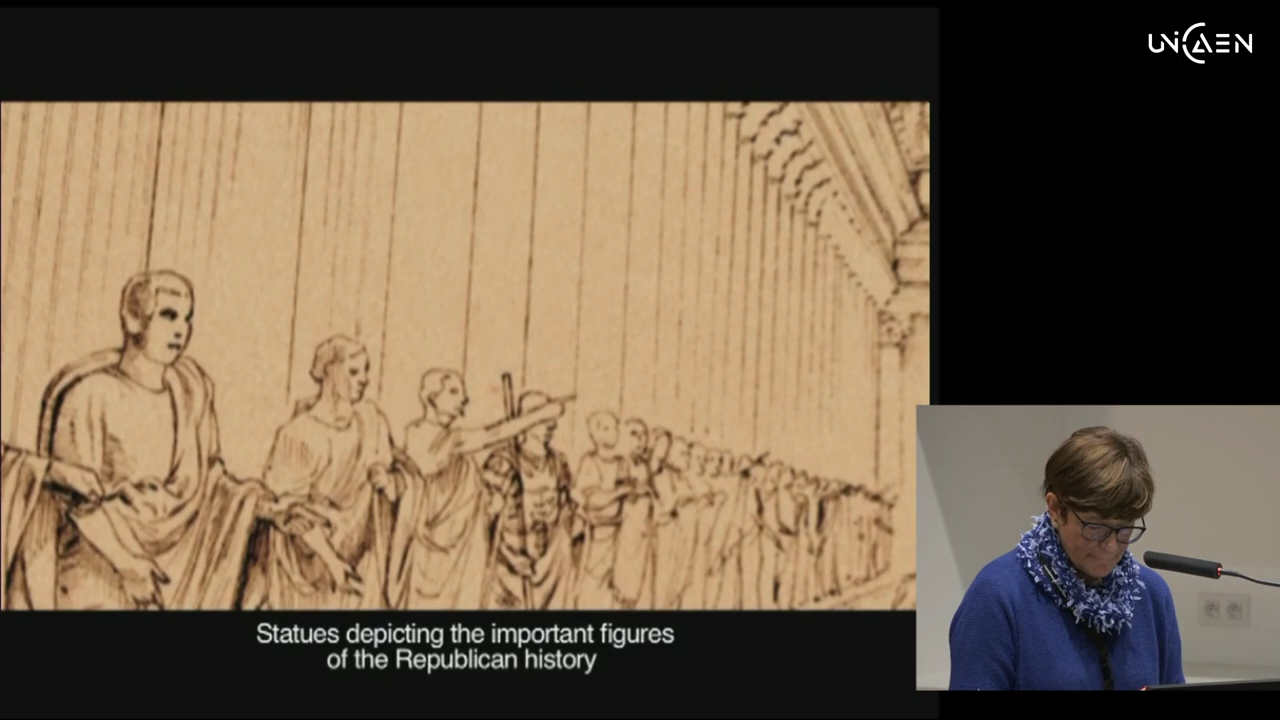 UNICAEN
Statues depicting the important figures
of the Republican history